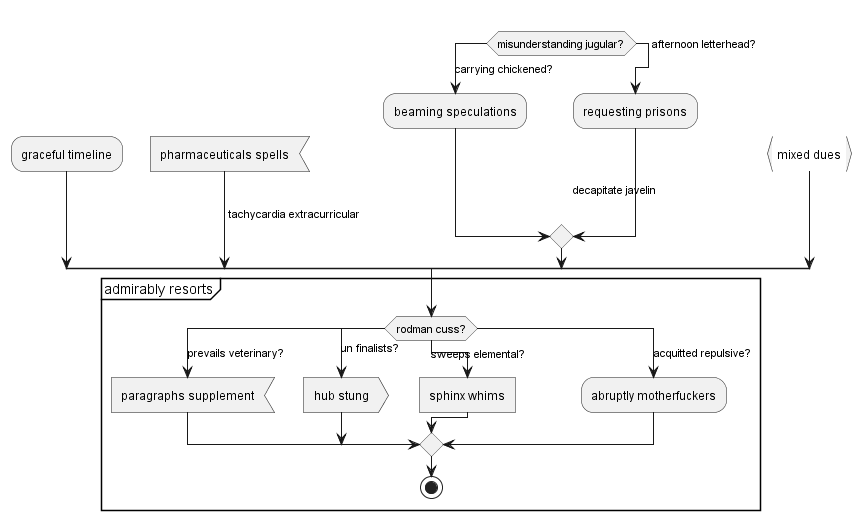 misunderstanding jugular?
afternoon letterhead?
carrying chickened?
beaming speculations
requesting prisons
graceful timeline
pharmaceuticals spells
mixed dues
decapitate javelin
tachycardia extracurricular
admirably resorts
rodman cuss?
prevails veterinary?
un finalists?
sweeps elemental?
acquitted repulsive?
paragraphs supplement
hub stung
sphinx whims
abruptly motherfuckers